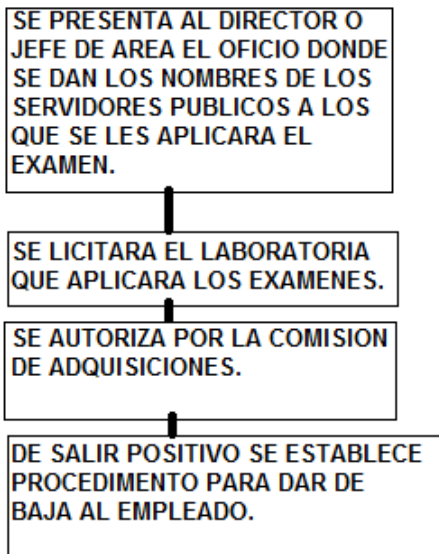 SE PRESENTA AL DIRECTOR O
JEFE DE AREA EL OFICIO DONDE
SE DAN LOS NOMBRES DE LOS
SERVIDORES PUBLICOS A LOS
QUE SE LES APLICARA EL
EXAMEN.
SE LICITARA EL LABORATORIA
QUE APLICARA LOS EXAMENES.
SE AUTORIZA POR LA COMISION
DE ADQUISICIONES.
DE SALIR POSITIVO SE ESTABLECE
PROCEDIMENTO PARA DAR DE
BAJA AL EMPLEADO.